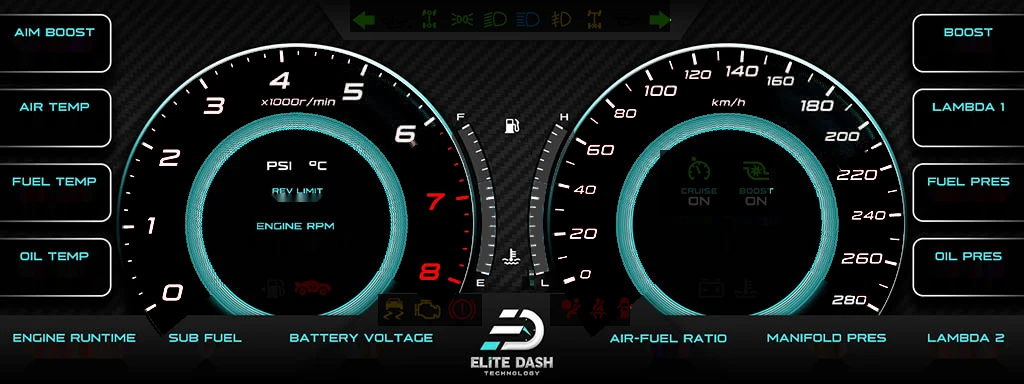 AIM BOOST
AIR TEMP
FUEL TEMP
OIL TEMP
0
1
2
3
4
5
6
7
8
x1000r/min
PSI °C
REV LIMIT
ENGINE RPM
F
E
H
L
0
20
40
60
80
100
120
140
160
180
200
220
240
260
280
km/h
CRUISE
ON
BOOST
ON
BOOST
LAMBDA 1
FUEL PRES
OIL PRES
ENGINE RUNTIME
SUB FUEL
BATTERY VOLTAGE
ELiTE DASH
TECHNOLOGY
AIR-FUEL RATIO
MANIFOLD PRES
LAMBDA 2